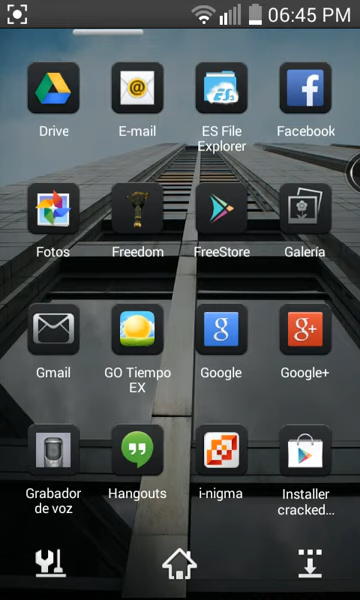 06:45 PM
Drive
E-mail
ES File
Explorer
Facebook
Fotos
Freedom
FreeStore
Galería
Gmail
GO Tiempo
EX
Google
Google+
Grabador
de voz
Hangouts
i-nigma
Installer
cracked...